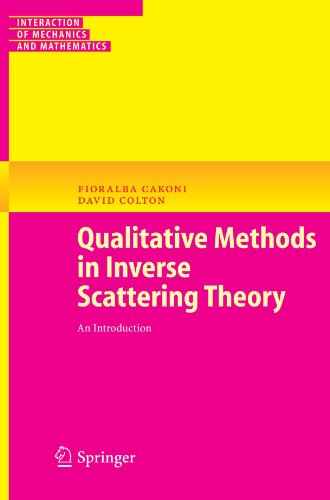 INTERACTION
OF MECHANICS
AND MATHEMATICS
FIORALBA CAKONI
DAVID COLTON
Qualitative Methods
in Inverse
Scattering Theory
An Introduction
Springer